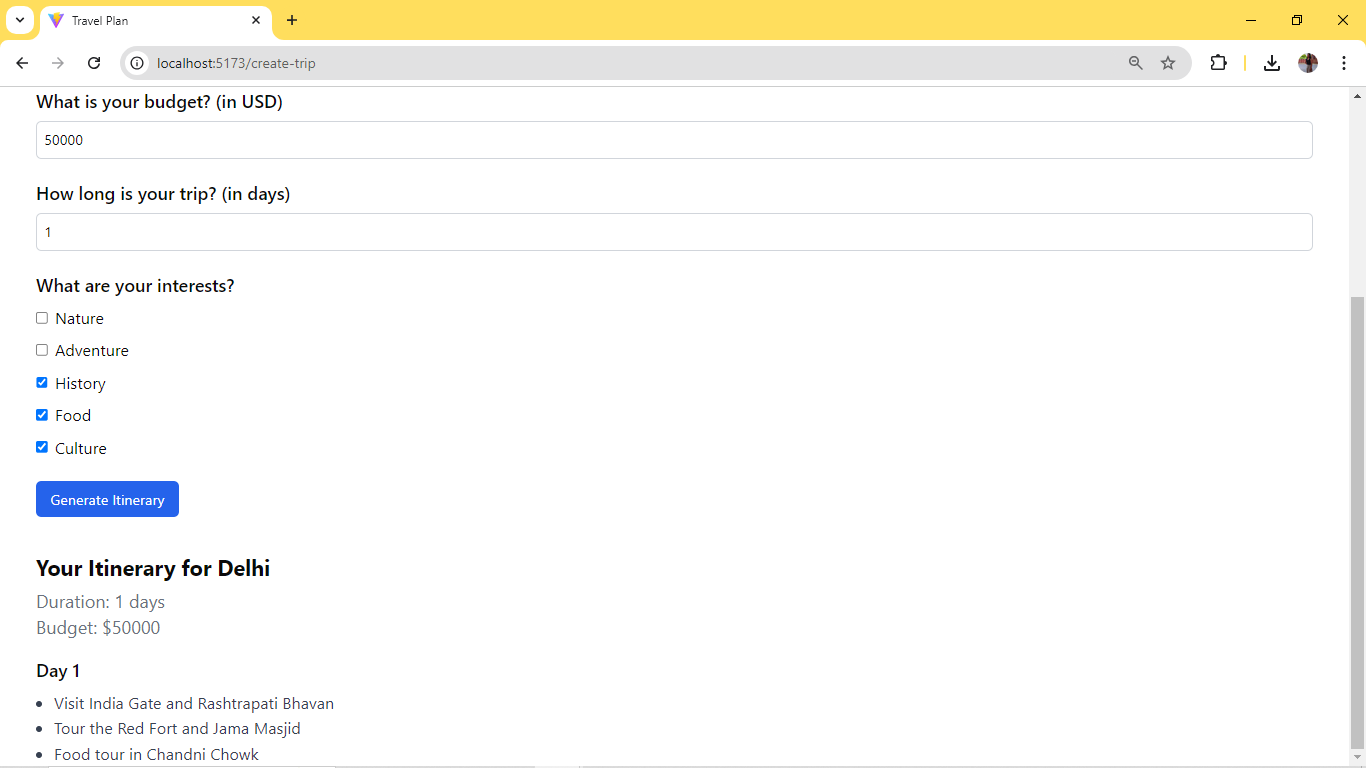 Travel Plan
localhost:5173/create-trip
What is your budget? (in USD)
50000
How long is your trip? (in days)
1
What are your interests?
Nature
Adventure
History
Food
Culture
Generate Itinerary
Your Itinerary for Delhi
Duration: 1 days
Budget: $50000
Day 1
Visit India Gate and Rashtrapati Bhavan
Tour the Red Fort and Jama Masjid
Food tour in Chandni Chowk